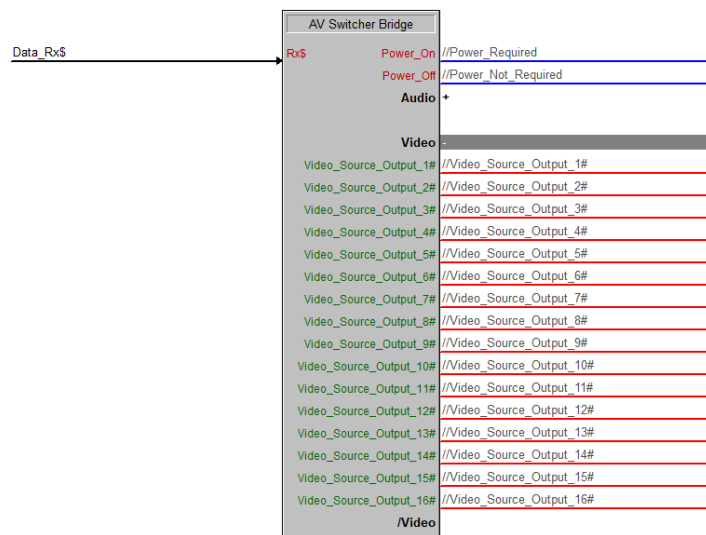 AV Switcher Bridge
Data_Rx$ Rx$ Power_On //Power_Required
Power_Off //Power_Not_Required
Audio +
Video -
Video_Source_Output_1# //Video_Source_Output_1#
Video_Source_Output_2# //Video_Source_Output_2#
Video_Source_Output_3# //Video_Source_Output_3#
Video_Source_Output_4# //Video_Source_Output_4#
Video_Source_Output_5# //Video_Source_Output_5#
Video_Source_Output_6# //Video_Source_Output_6#
Video_Source_Output_7# //Video_Source_Output_7#
Video_Source_Output_8# //Video_Source_Output_8#
Video_Source_Output_9# //Video_Source_Output_9#
Video_Source_Output_10# //Video_Source_Output_10#
Video_Source_Output_11# //Video_Source_Output_11#
Video_Source_Output_12# //Video_Source_Output_12#
Video_Source_Output_13# //Video_Source_Output_13#
Video_Source_Output_14# //Video_Source_Output_14#
Video_Source_Output_15# //Video_Source_Output_15#
Video_Source_Output_16# //Video_Source_Output_16#
/Video